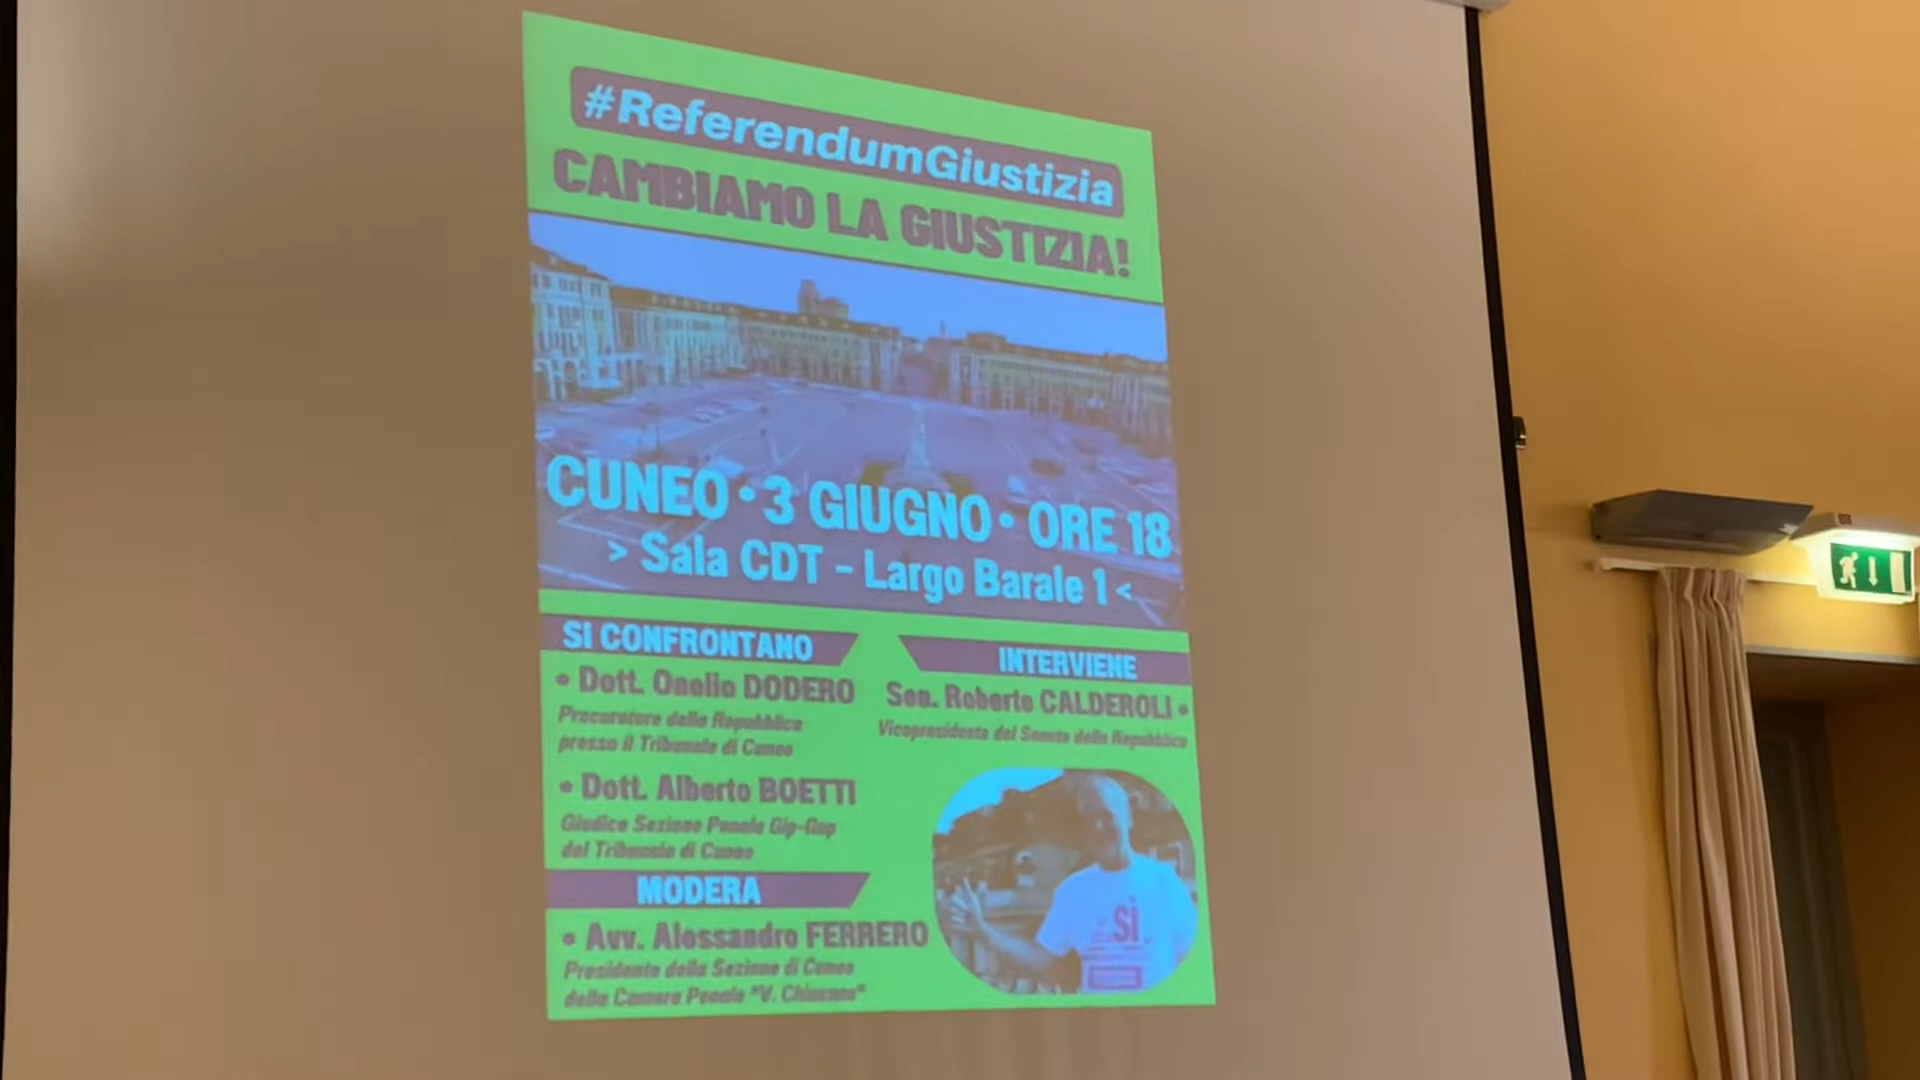 #ReferendumGiustizia
CAMBIAMO LA GIUSTIZIA!
CUNEO • 3 GIUGNO • ORE 18
> Sala CDT - Largo Barale 1 <
SI CONFRONTANO
• Dott. Onelio DODERO
Procuratore della Repubblica
presso il Tribunale di Cuneo
• Dott. Alberto BOETTI
Giudice Sezione Penale Gip-Gup
del Tribunale di Cuneo
MODERA
• Avv. Alessandro FERRERO
Presidente della Sezione di Cuneo
della Camera Penale "V. Chiusano"
INTERVIENE
Sen. Roberto CALDEROLI •
Vicepresidente del Senato della Repubblica
SÌ